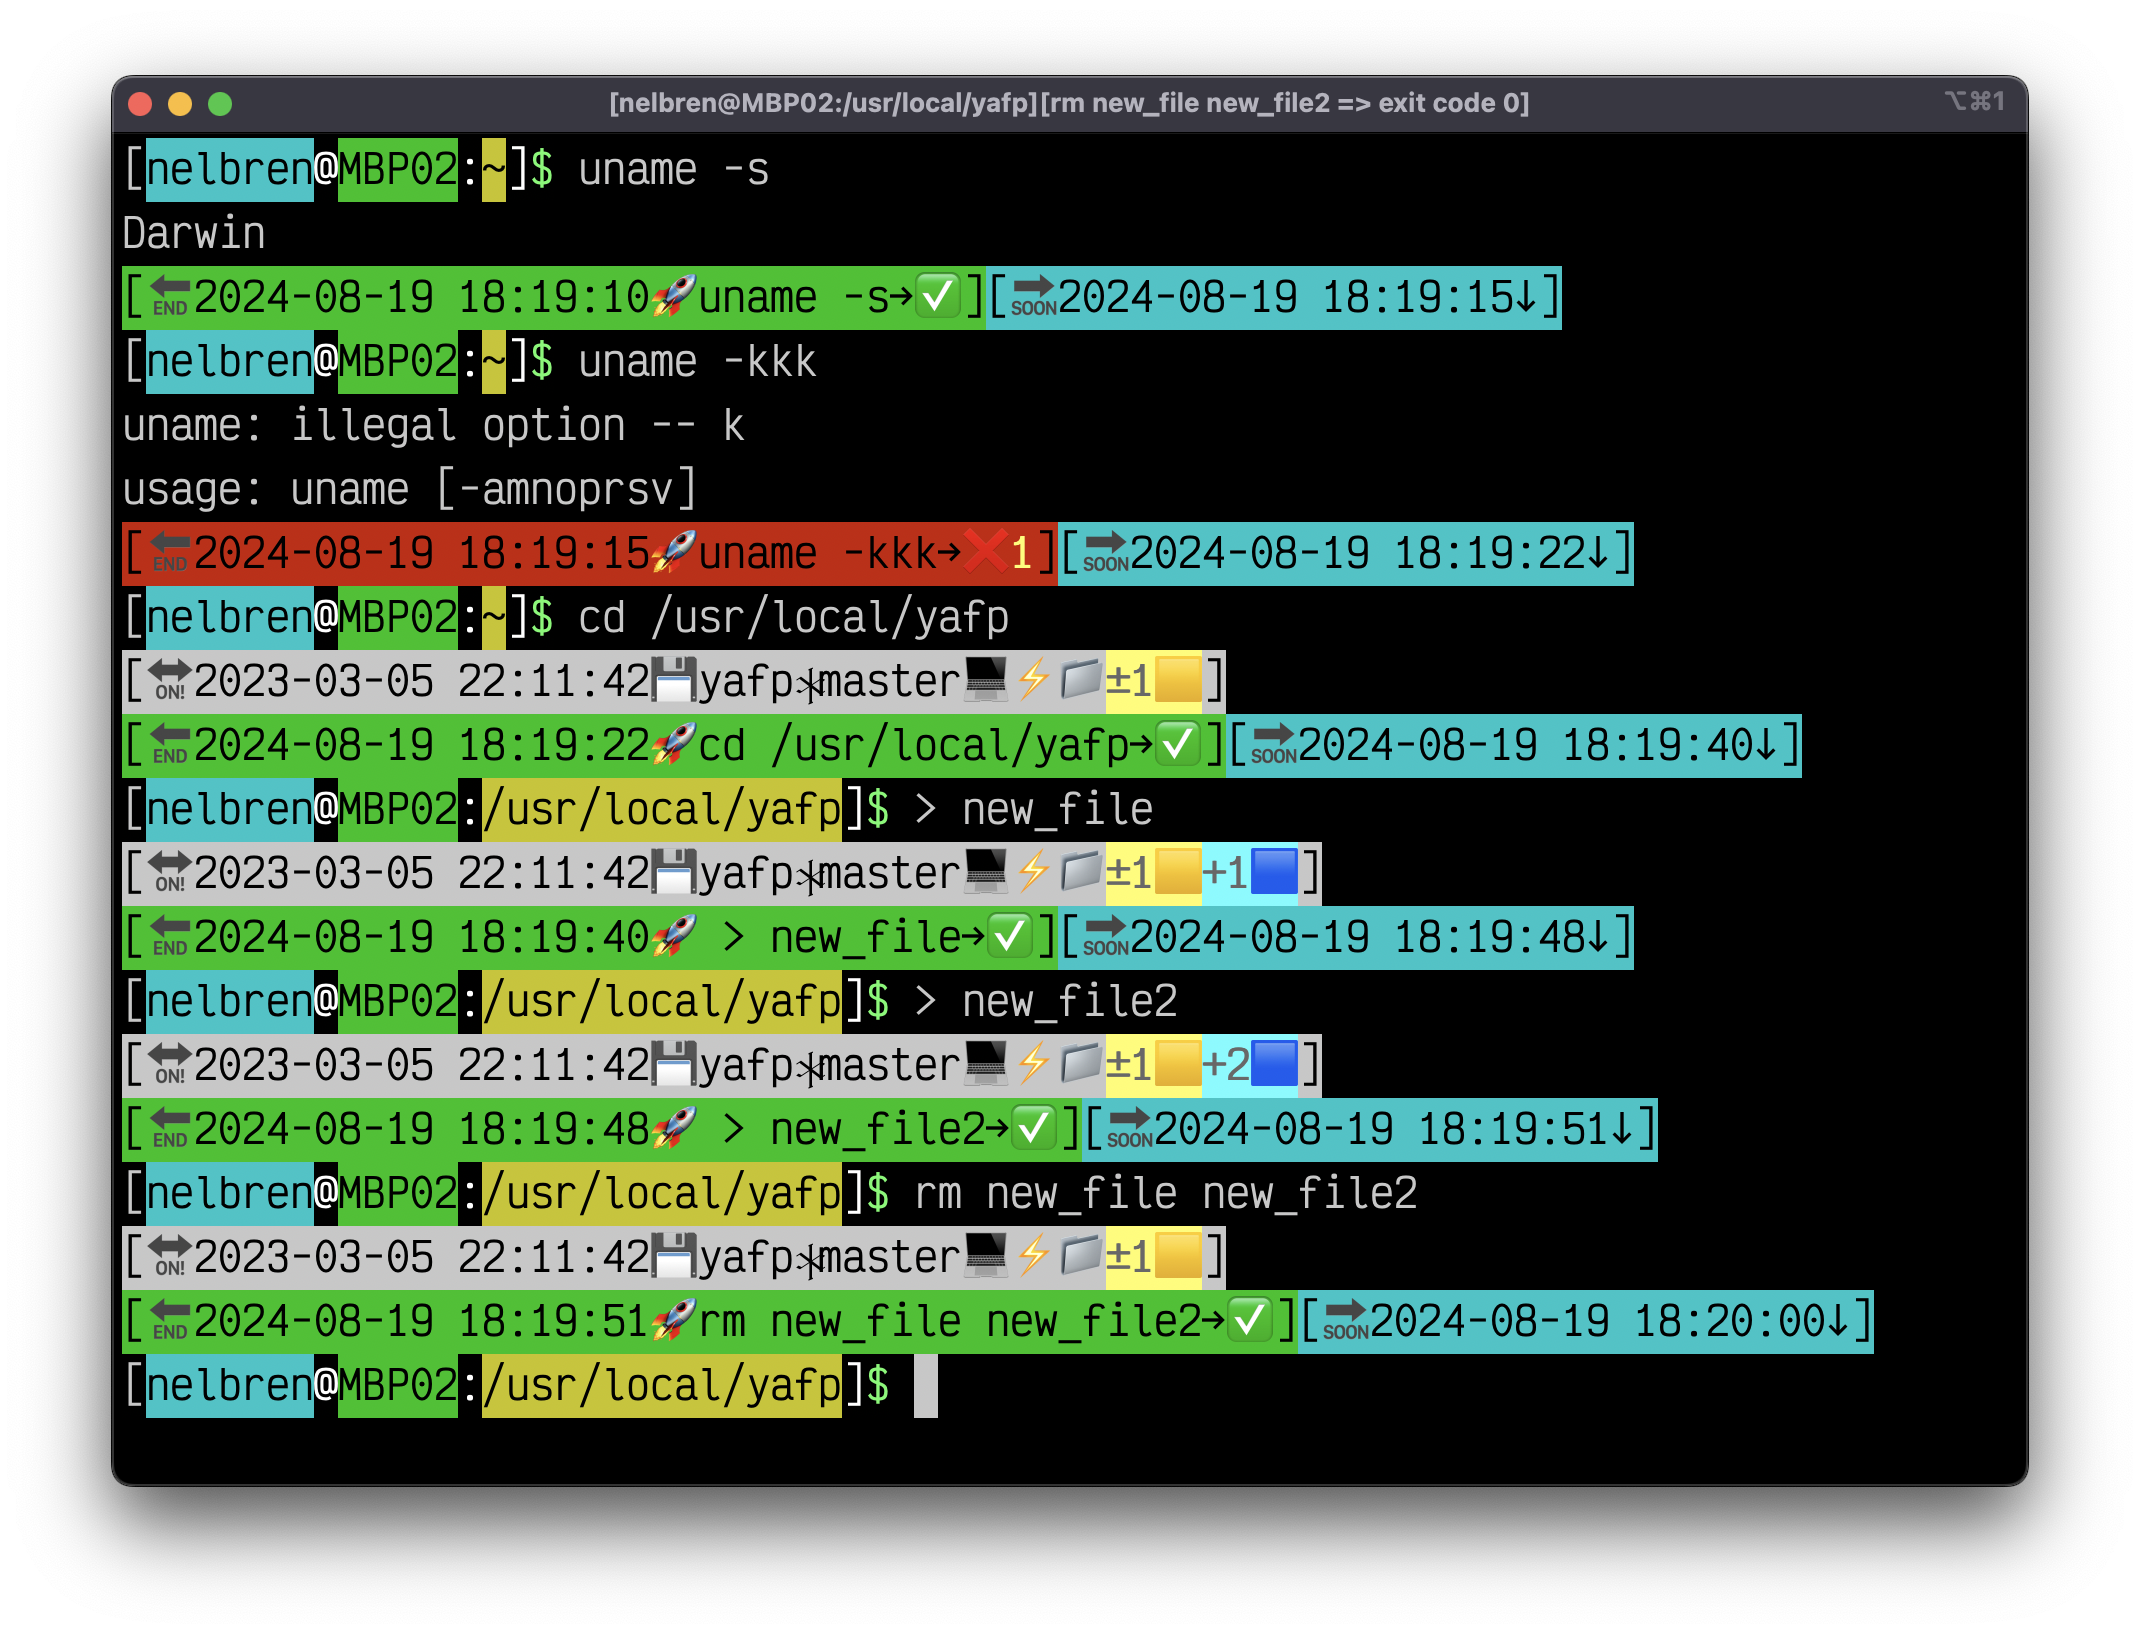 [nelbren@MBP02:/usr/local/yafp][rm new_file new_file2 => exit code 0] ⌥⌘1
[nelbren@MBP02:~]$ uname -s
Darwin
[🔚2024-08-19 18:19:10🚀uname -s→✅][🔜2024-08-19 18:19:15↓]
[nelbren@MBP02:~]$ uname -kkk
uname: illegal option -- k
usage: uname [-amnoprsv]
[🔚2024-08-19 18:19:15🚀uname -kkk→❌1][🔜2024-08-19 18:19:22↓]
[nelbren@MBP02:~]$ cd /usr/local/yafp
[🔛2023-03-05 22:11:42💾yafp⁎master💻⚡📁±1🟨]
[🔚2024-08-19 18:19:22🚀cd /usr/local/yafp→✅][🔜2024-08-19 18:19:40↓]
[nelbren@MBP02:/usr/local/yafp]$ > new_file
[🔛2023-03-05 22:11:42💾yafp⁎master💻⚡📁±1🟨+1🟦]
[🔚2024-08-19 18:19:40🚀 > new_file→✅][🔜2024-08-19 18:19:48↓]
[nelbren@MBP02:/usr/local/yafp]$ > new_file2
[🔛2023-03-05 22:11:42💾yafp⁎master💻⚡📁±1🟨+2🟦]
[🔚2024-08-19 18:19:48🚀 > new_file2→✅][🔜2024-08-19 18:19:51↓]
[nelbren@MBP02:/usr/local/yafp]$ rm new_file new_file2
[🔛2023-03-05 22:11:42💾yafp⁎master💻⚡📁±1🟨]
[🔚2024-08-19 18:19:51🚀rm new_file new_file2→✅][🔜2024-08-19 18:20:00↓]
[nelbren@MBP02:/usr/local/yafp]$